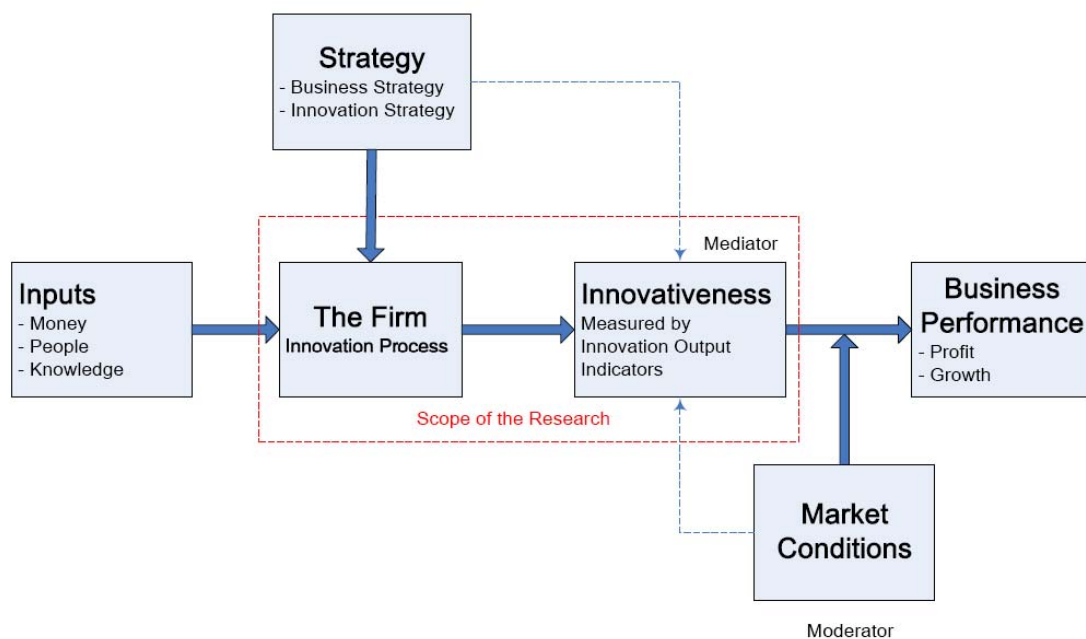 Strategy
- Business Strategy
- Innovation Strategy
Mediator
Inputs
- Money
- People
- Knowledge
The Firm
Innovation Process
Innovativeness
Measured by
Innovation Output
Indicators
Business
Performance
- Profit
- Growth
Scope of the Research
Market
Conditions
Moderator